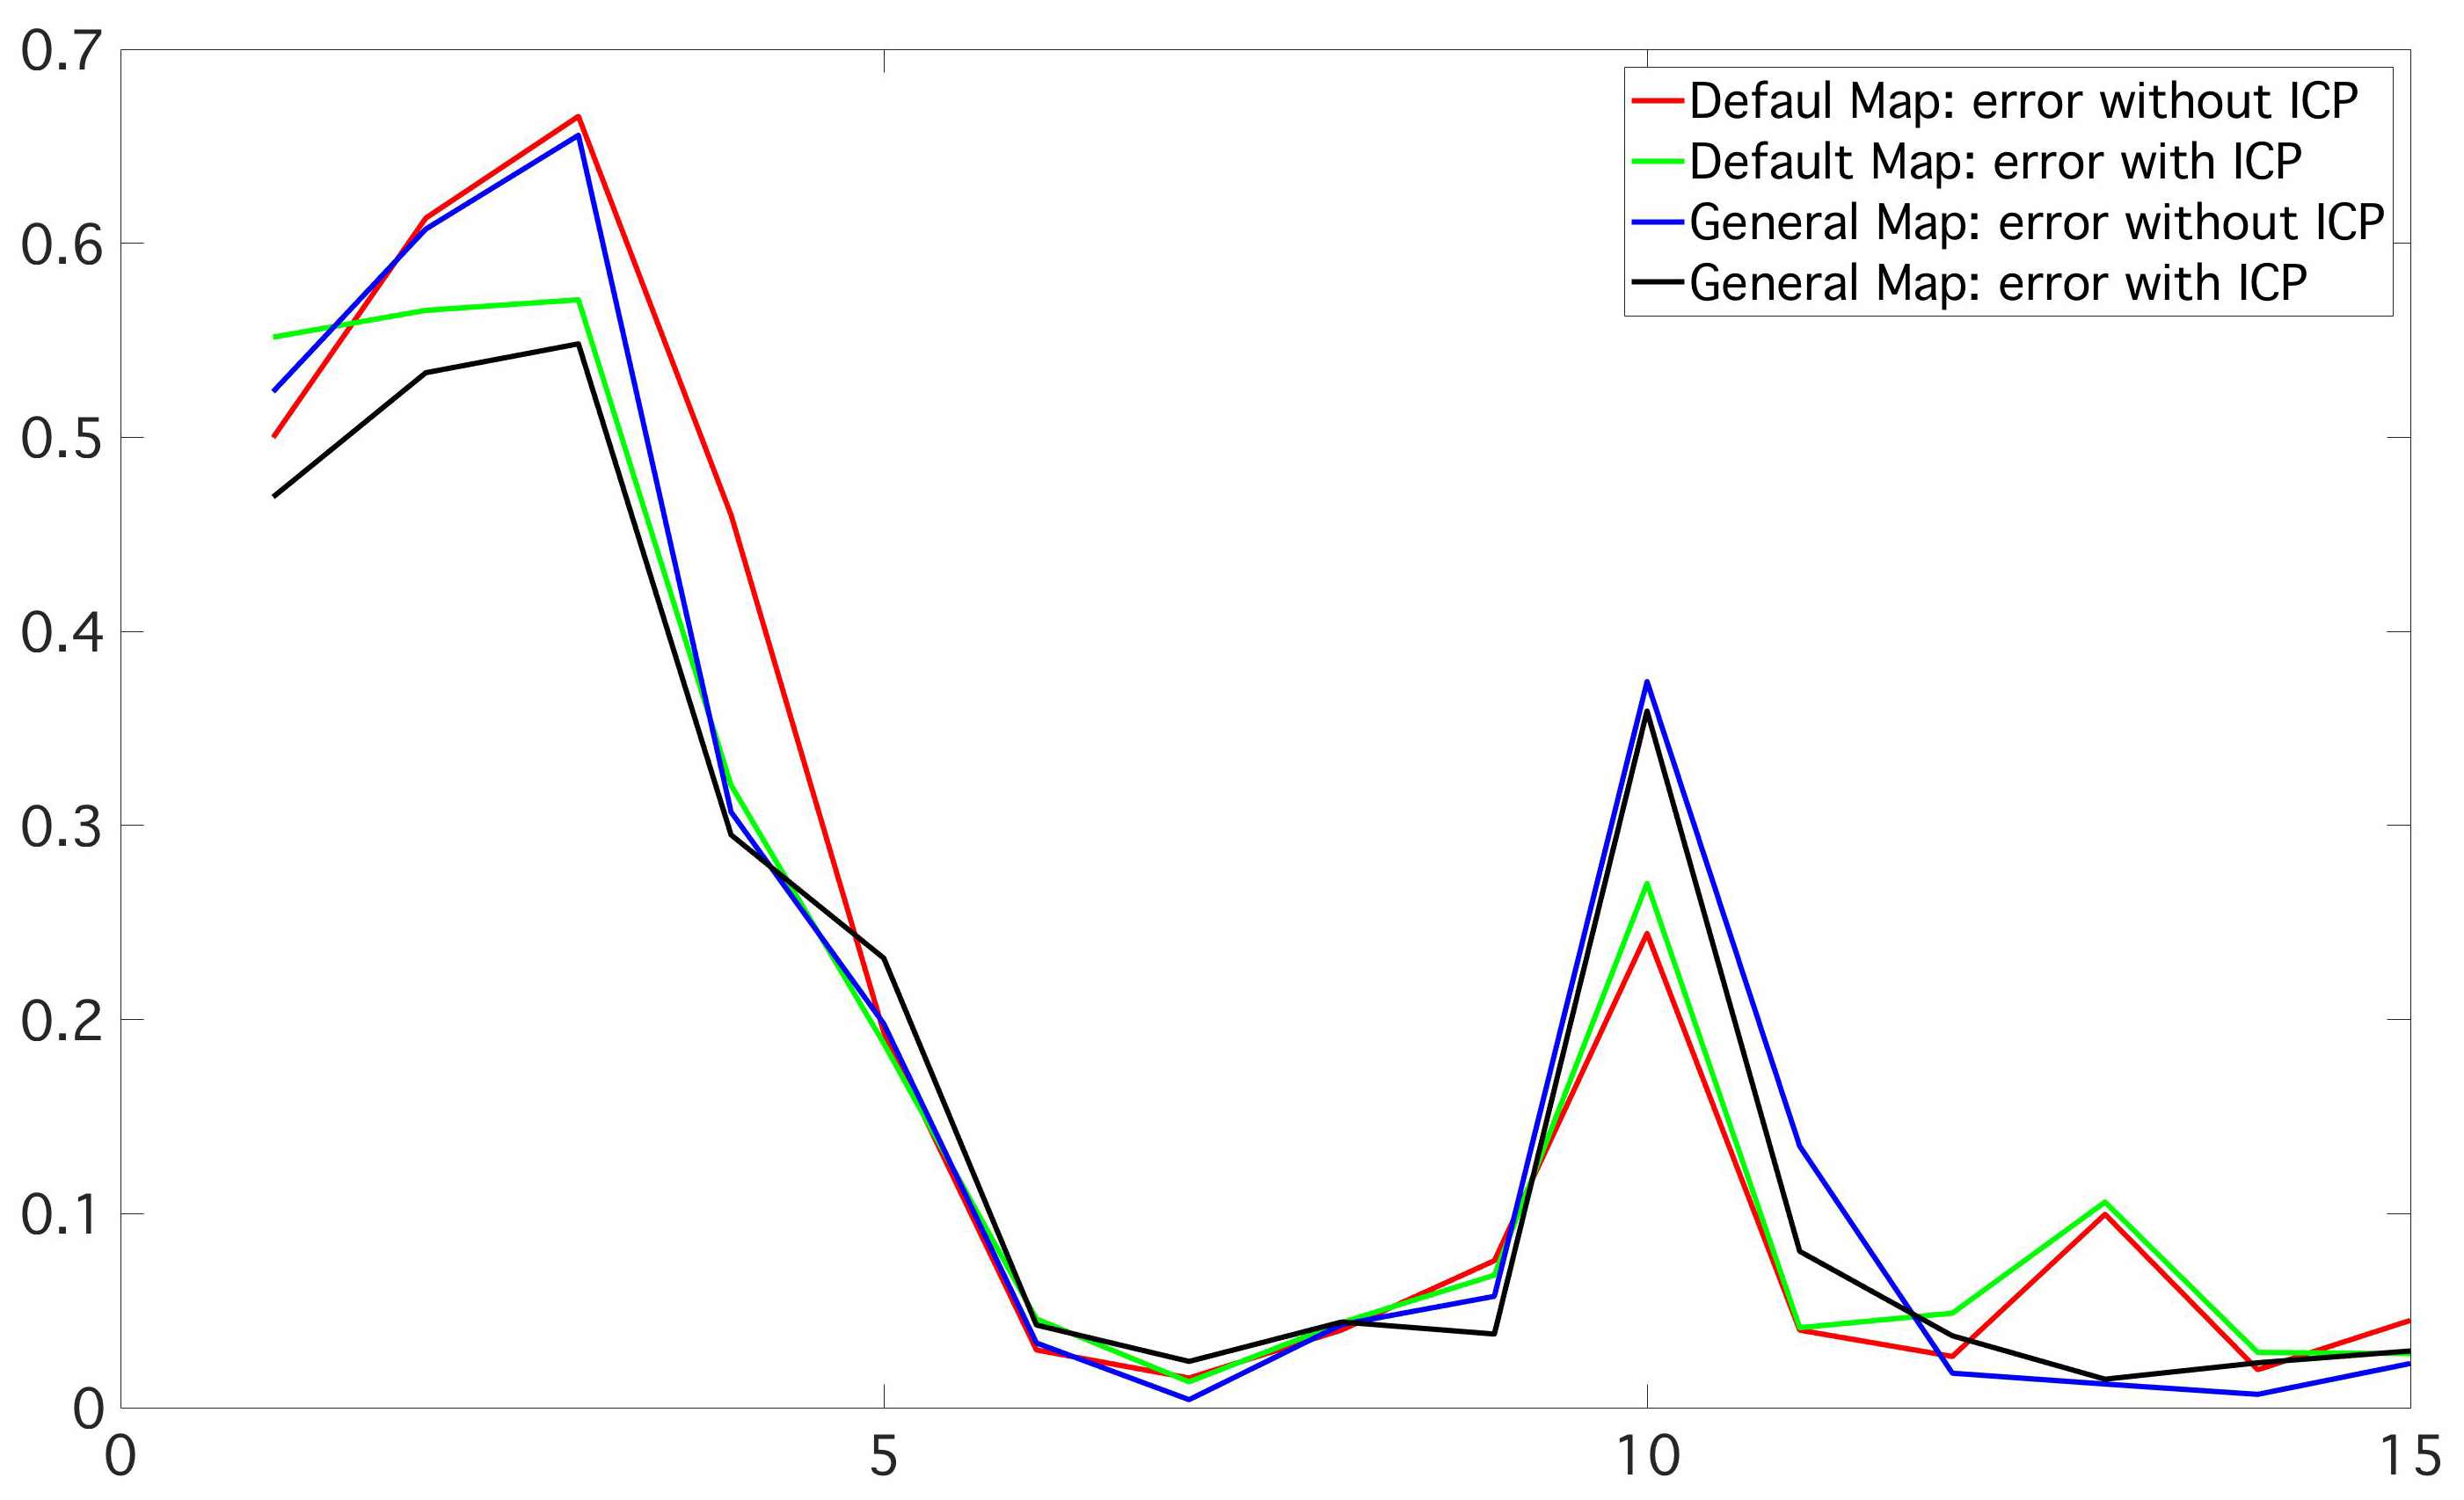 0.7
0.6
0.5
0.4
0.3
0.2
0.1
0
0 5 10 15
Defaul Map: error without ICP
Default Map: error with ICP
General Map: error without ICP
General Map: error with ICP